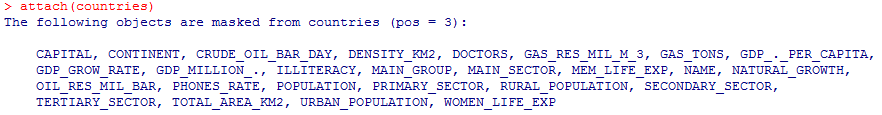 > attach(countries)
The following objects are masked from countries (pos = 3):
CAPITAL, CONTINENT, CRUDE_OIL_BAR_DAY, DENSITY_KM2, DOCTORS, GAS_RES_MIL_M_3, GAS_TONS, GDP_._PER_CAPITA,
GDP_GROW_RATE, GDP_MILLION_., ILLITERACY, MAIN_GROUP, MAIN_SECTOR, MEM_LIFE_EXP, NAME, NATURAL_GROWTH,
OIL_RES_MIL_BAR, PHONES_RATE, POPULATION, PRIMARY_SECTOR, RURAL_POPULATION, SECONDARY_SECTOR,
TERTIARY_SECTOR, TOTAL_AREA_KM2, URBAN_POPULATION, WOMEN_LIFE_EXP